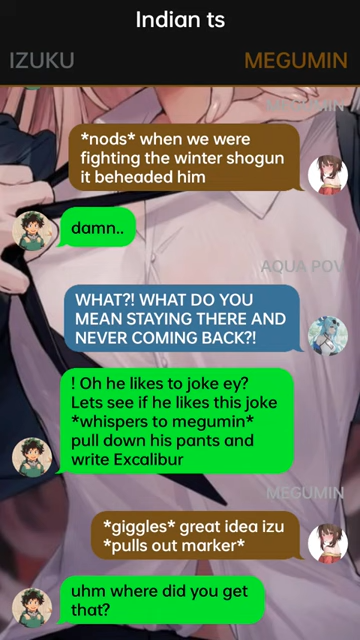 Indian ts
IZUKU
MEGUMIN
MEGUMIN
*nods* when we were
fighting the winter shogun
it beheaded him
damn..
AQUA POV
WHAT?! WHAT DO YOU
MEAN STAYING THERE AND
NEVER COMING BACK?!
! Oh he likes to joke ey?
Lets see if he likes this joke
*whispers to megumin*
pull down his pants and
write Excalibur
MEGUMIN
*giggles* great idea izu
*pulls out marker*
uhm where did you get
that?